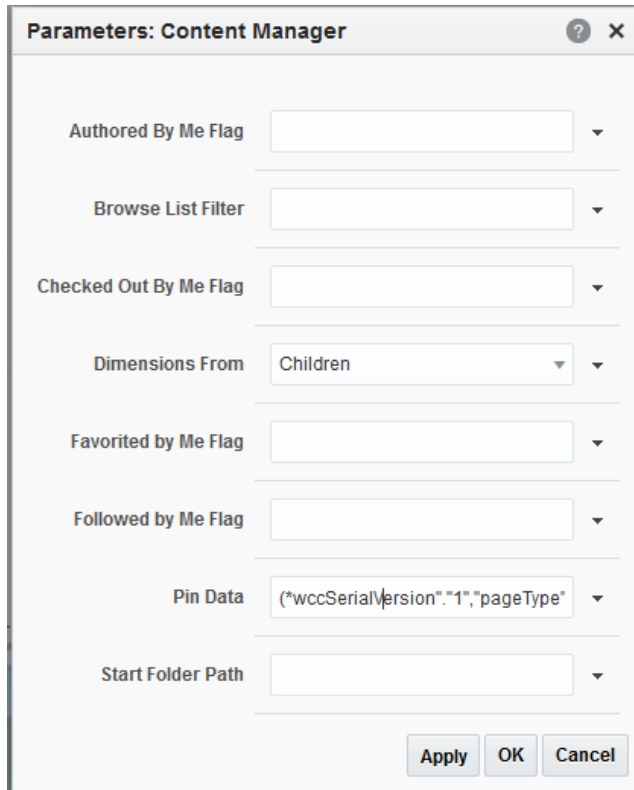 Parameters: Content Manager
Authored By Me Flag
Browse List Filter
Checked Out By Me Flag
Dimensions From Children
Favorited by Me Flag
Followed by Me Flag
Pin Data (*wccSerialVersion"."1","pageType"
Start Folder Path
Apply OK Cancel